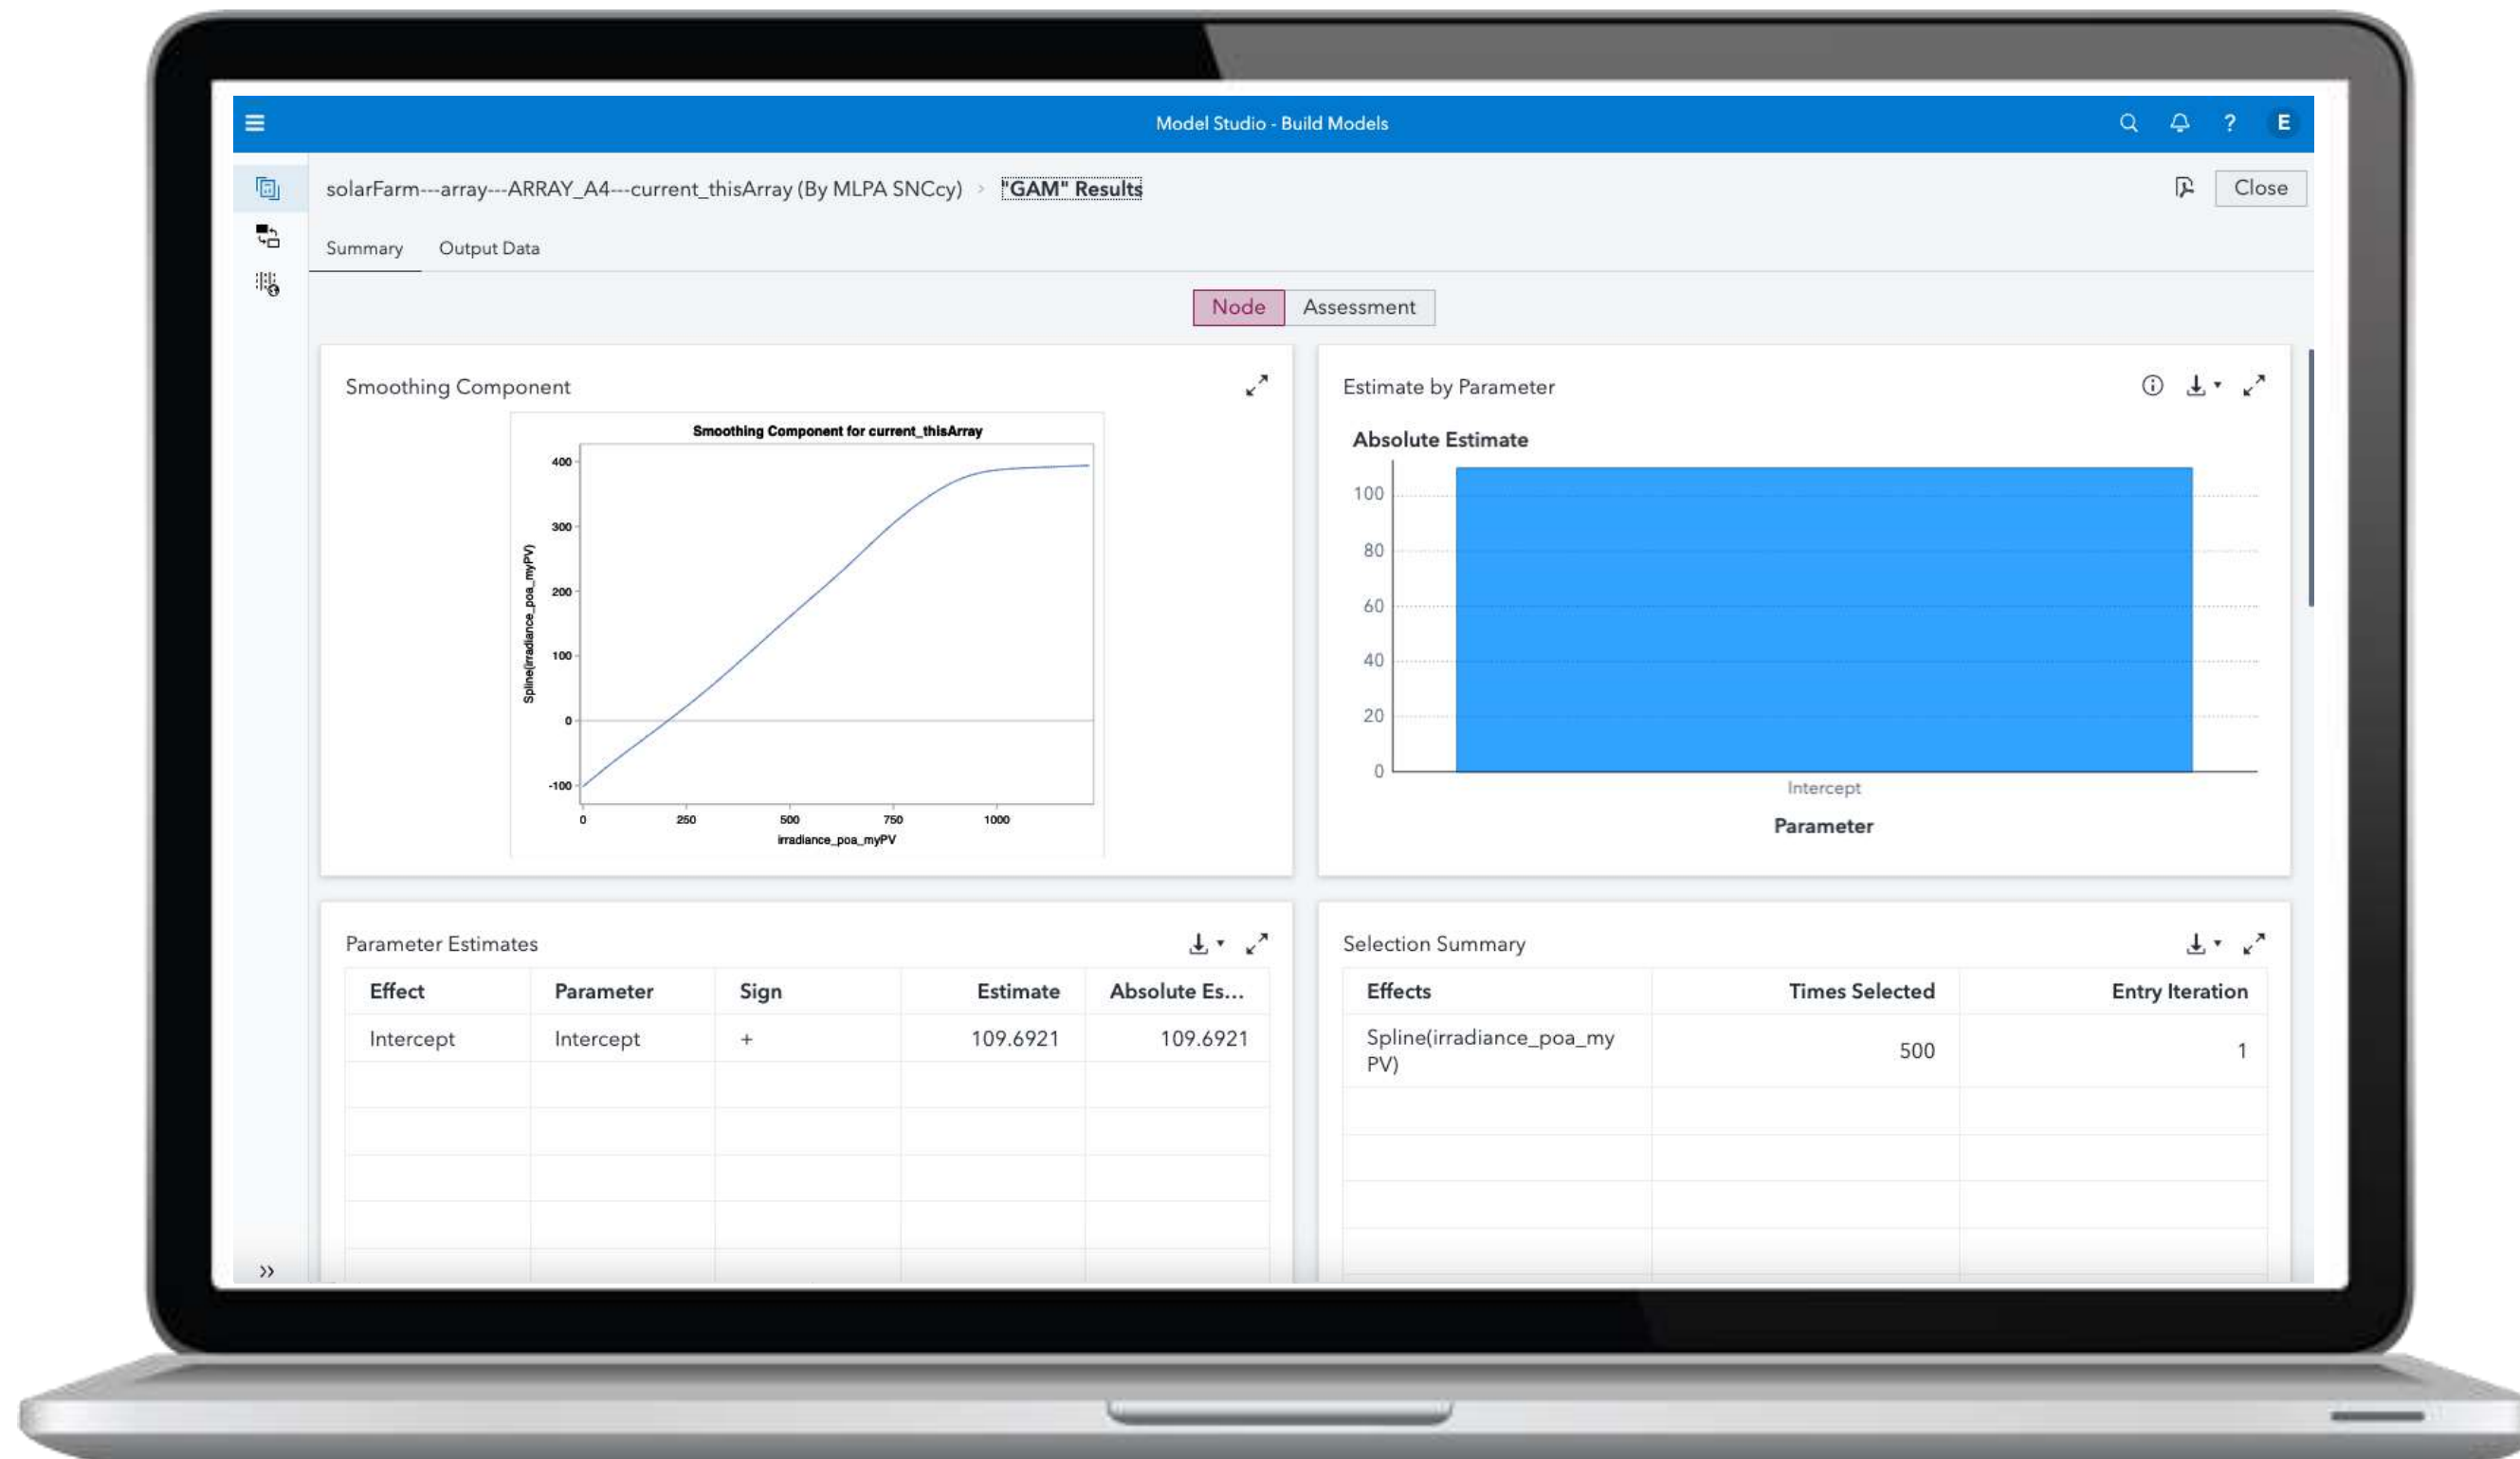 Model Studio - Build Models
? E
solarFarm---array---ARRAY_A4---current_thisArray (By MLPA SNCcy) > "GAM" Results
Close
Summary Output Data
Node Assessment
Smoothing Component
Smoothing Component for current_thisArray
400
300
200
100
0
-100
Spline(irradiance_poa_myPV)
0 250 500 750 1000
irradiance_poa_myPV
Estimate by Parameter
Absolute Estimate
100
80
60
40
20
0
Intercept
Parameter
Parameter Estimates
Effect Parameter Sign Estimate Absolute Es...
Intercept Intercept + 109.6921 109.6921
Selection Summary
Effects Times Selected Entry Iteration
Spline(irradiance_poa_my
PV) 500 1